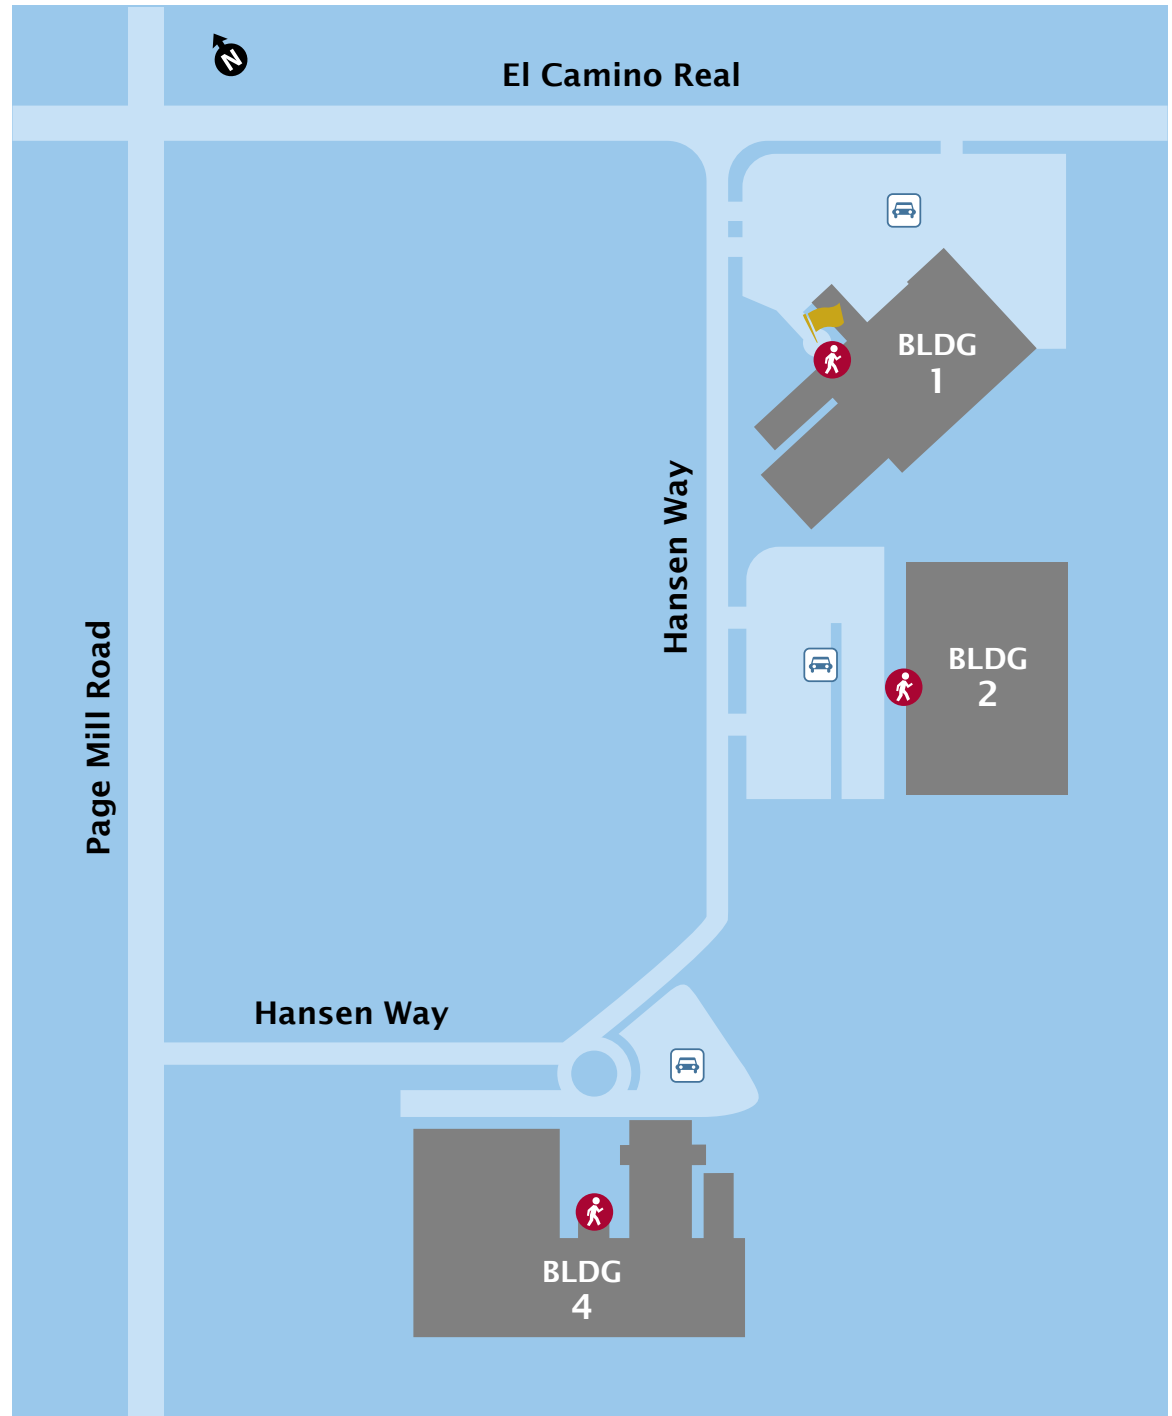 N
El Camino Real
BLDG
1
Hansen Way
Page Mill Road
BLDG
2
Hansen Way
BLDG
4